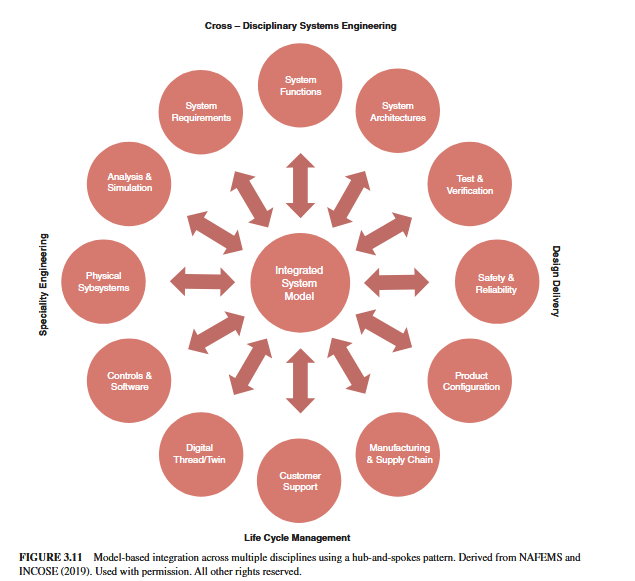 Cross – Disciplinary Systems Engineering
System
Functions
System
Requirements
System
Architectures
Analysis &
Simulation
Test &
Verification
Speciality Engineering
Physical
Sybsystems
Integrated
System
Model
Safety &
Reliability
Design Delivery
Controls &
Software
Product
Configuration
Digital
Thread/Twin
Manufacturing
& Supply Chain
Customer
Support
Life Cycle Management
FIGURE 3.11 Model-based integration across multiple disciplines using a hub-and-spokes pattern. Derived from NAFEMS and
INCOSE (2019). Used with permission. All other rights reserved.